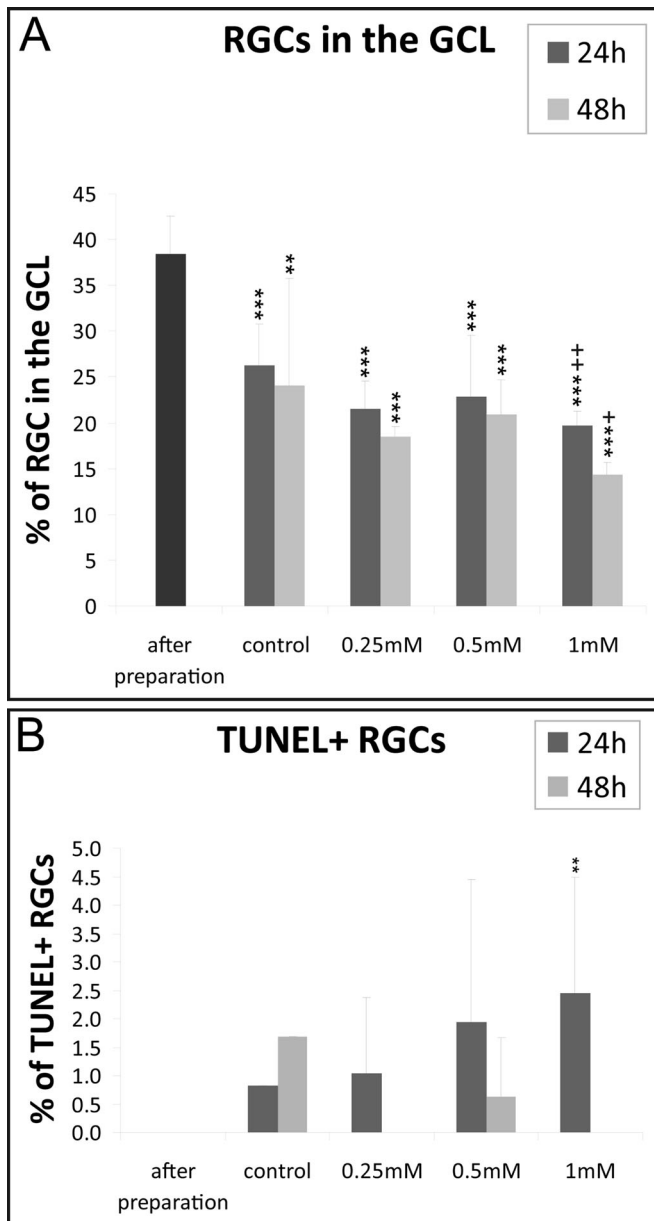 A
RGCs in the GCL
24h
48h
% of RGC in the GCL
45
40
35
30
25
20
15
10
5
0
***
**
***
***
***
***
***++
***+
after preparation
control
0.25mM
0.5mM
1mM
B
TUNEL+ RGCs
24h
48h
% of TUNEL+ RGCs
5.0
4.5
4.0
3.5
3.0
2.5
2.0
1.5
1.0
0.5
0.0
**
after preparation
control
0.25mM
0.5mM
1mM